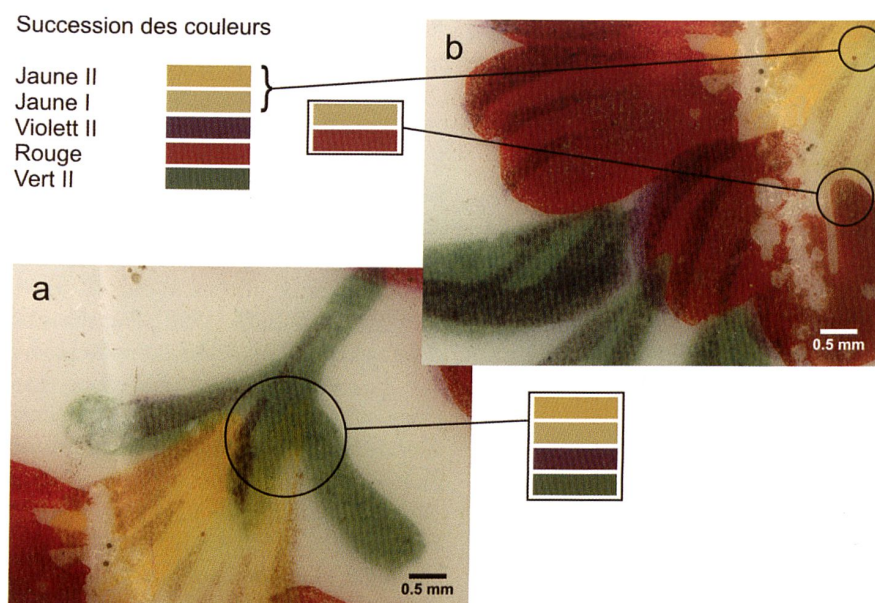 Succession des couleurs
Jaune II
Jaune I
Violett II
Rouge
Vert II
b
0.5 mm
a
0.5 mm